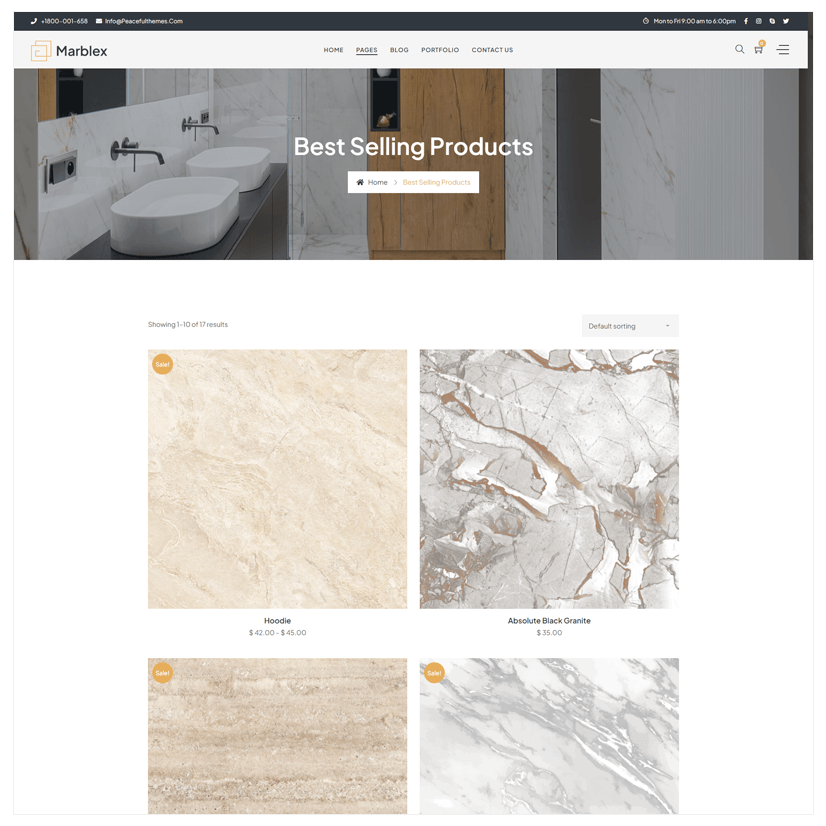 +1800-001-658 Info@Peacefulthemes.Com Mon to Fri 9:00 am to 6:00pm
Marblex HOME PAGES BLOG PORTFOLIO CONTACT US 0
Best Selling Products
Home > Best Selling Products
Showing 1–10 of 17 results Default sorting
Sale!
Hoodie Absolute Black Granite
$ 42.00 – $ 45.00 $ 35.00
Sale! Sale!